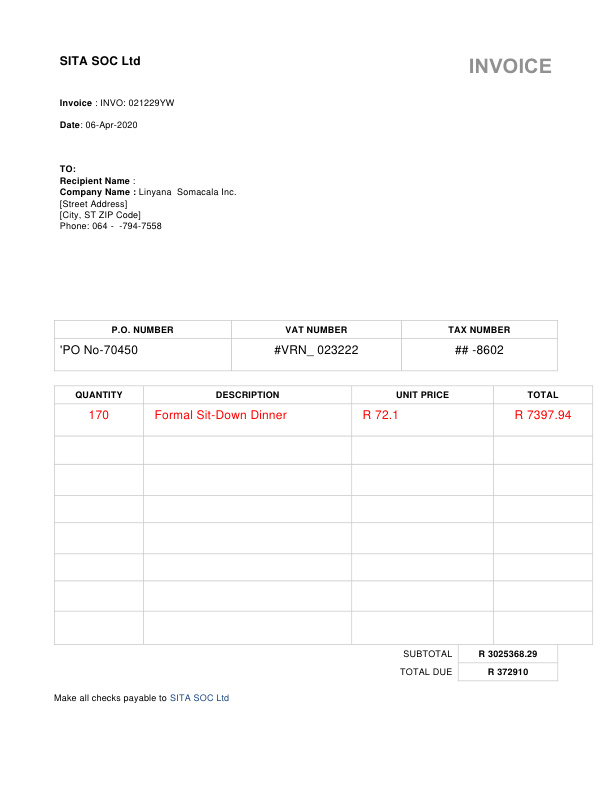 SITA SOC Ltd
INVOICE
Invoice : INVO: 021229YW
Date: 06-Apr-2020
TO:
Recipient Name :
Company Name : Linyana  Somacala Inc.
[Street Address]
[City, ST ZIP Code]
Phone: 064 -  -794-7558
P.O. NUMBER VAT NUMBER TAX NUMBER
'PO No-70450 #VRN_ 023222 ## -8602
QUANTITY DESCRIPTION UNIT PRICE TOTAL
170 Formal Sit-Down Dinner R 72.1 R 7397.94
SUBTOTAL R 3025368.29
TOTAL DUE R 372910
Make all checks payable to SITA SOC Ltd